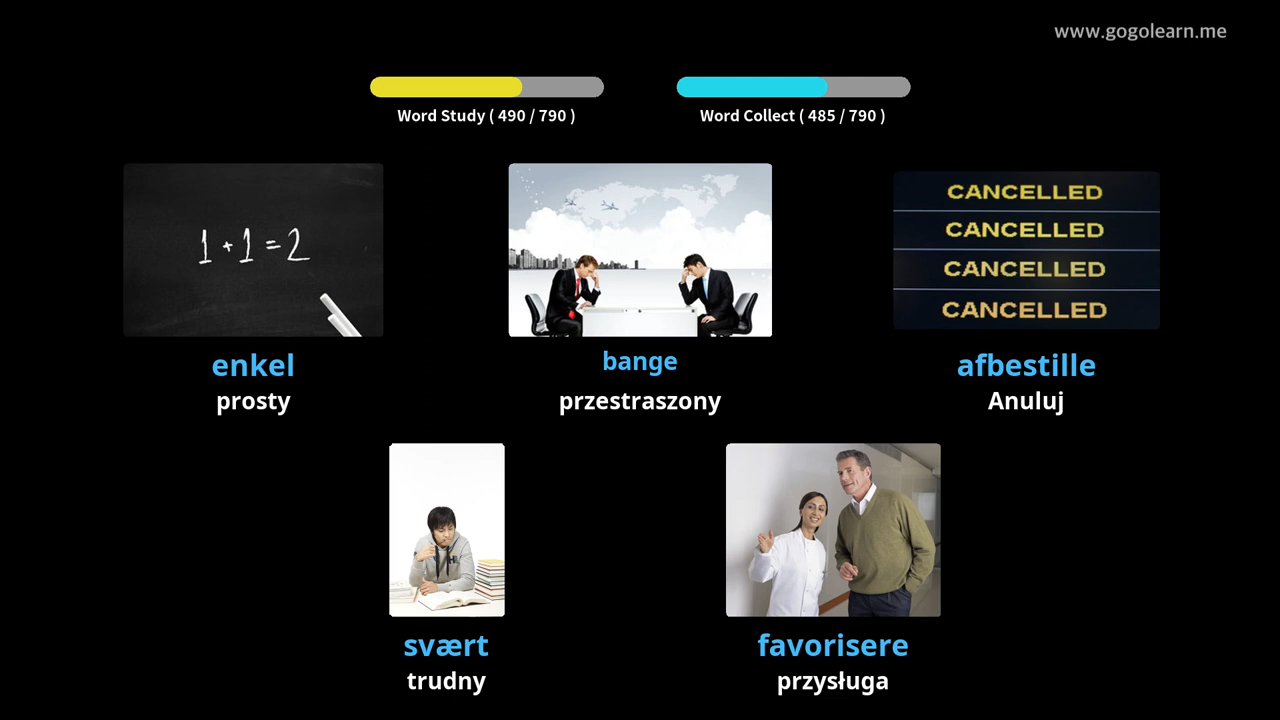 www.gogolearn.me
Word Study ( 490 / 790 )
Word Collect ( 485 / 790 )
1 + 1 = 2
CANCELLED
CANCELLED
CANCELLED
CANCELLED
enkel
prosty
bange
przestraszony
afbestille
Anuluj
svært
trudny
favorisere
przysługa